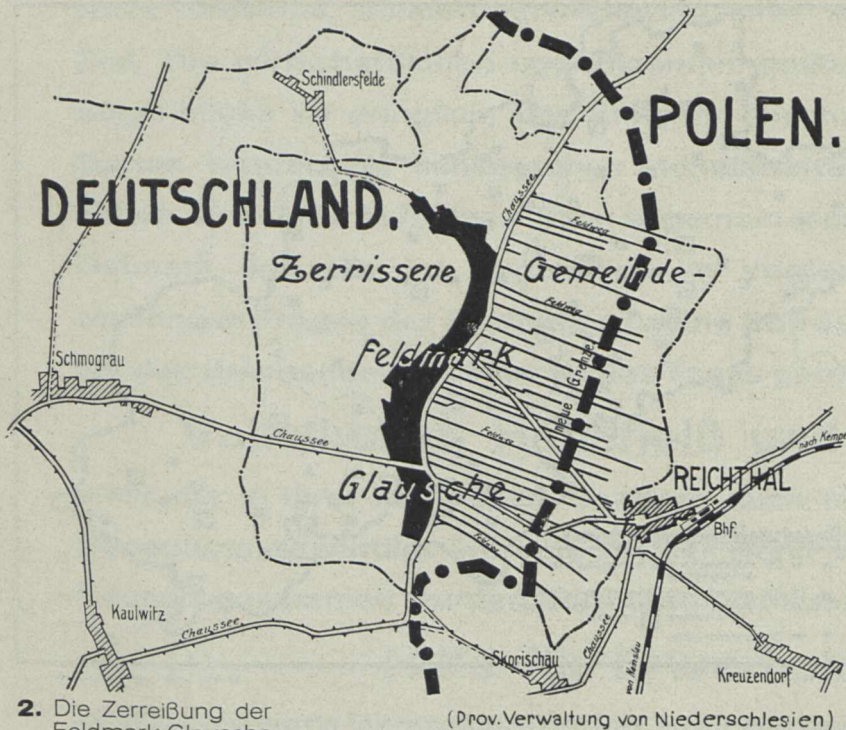 Schindlersfelde
POLEN.
DEUTSCHLAND.
Chaussee
Feldweg
Zerrissene Gemeinde-
Feldweg
Feldmark
neue Grenze
Schmograu
Chaussee
Feldweg
nach Kempen
Glausche.
REICHTHAL
Bhf.
Feldweg
Kaulwitz
Chaussee
Chaussee
Skorischau
von Namslau
Kreuzendorf
2. Die Zerreißung der
Feldmark Glausche
(Prov. Verwaltung von Niederschlesien)